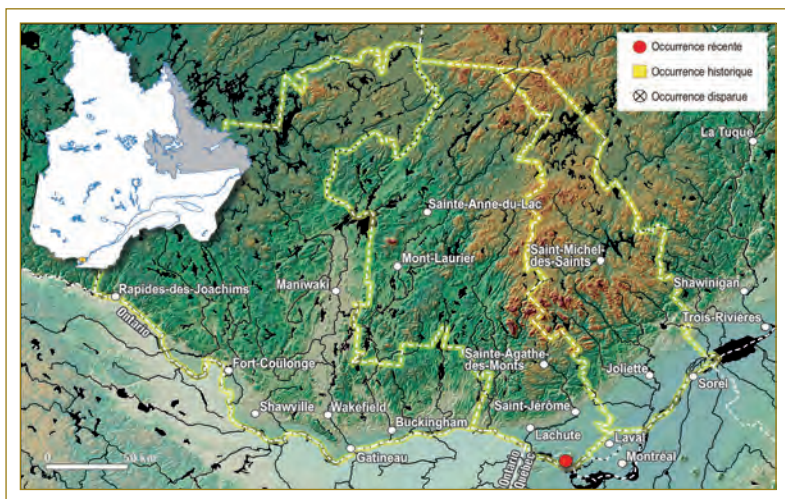 Occurrence récente
Occurrence historique
Occurrence disparue
La Tuque
Sainte-Anne-du-Lac
Saint-Michel-
des-Saints
Mont-Laurier
Maniwaki
Rapides-des-Joachims
Shawinigan
Trois-Rivières
Ontario
Fort-Coulonge
Sainte-Agathe-
des-Monts
Joliette
Sorel
Shawville
Wakefield
Saint-Jérôme
Buckingham
Lachute
Laval
Gatineau
Montréal
Ontario
Québec
0
50 km